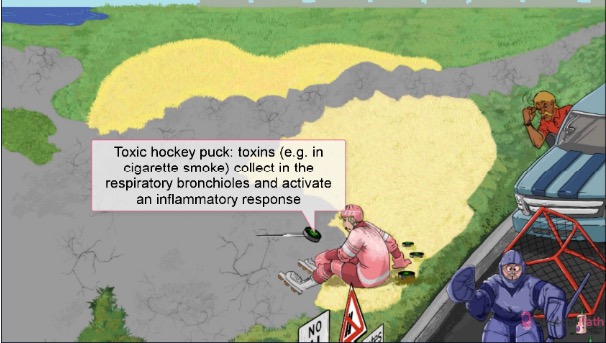 Toxic hockey puck: toxins (e.g. in
cigarette smoke) collect in the
respiratory bronchioles and activate
an inflammatory response
NO